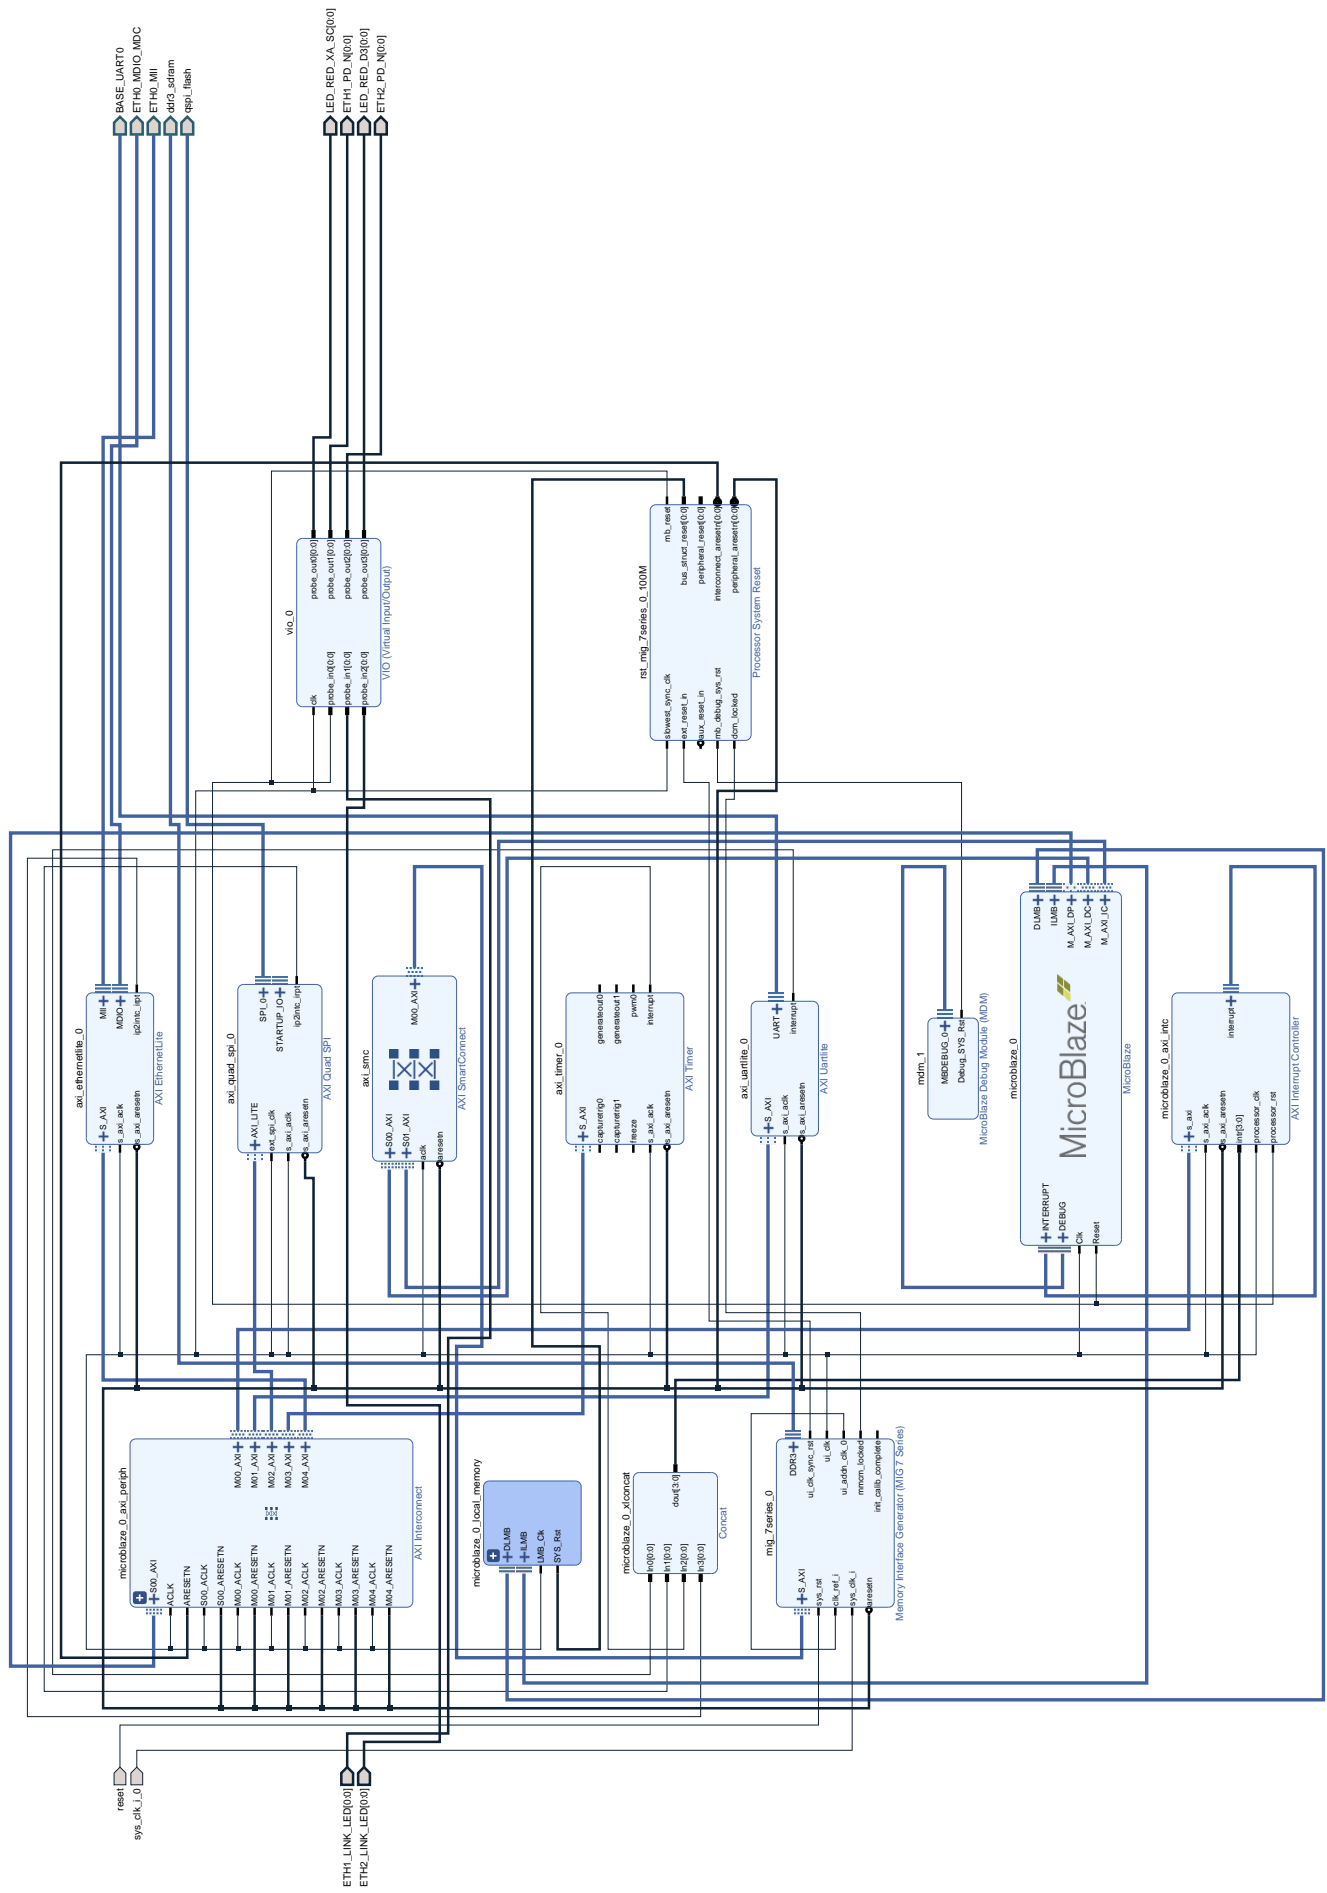 BASE_UART0
ETH0_MDIO_MDC
ETH0_MII
ddr3_sdram
qspi_flash
LED_RED_XA_SC[0:0]
ETH1_PD_N[0:0]
LED_RED_D3[0:0]
ETH2_PD_N[0:0]
vio_0
clk
probe_in0[0:0]
probe_in1[0:0]
probe_in2[0:0]
probe_out0[0:0]
probe_out1[0:0]
probe_out2[0:0]
probe_out3[0:0]
VIO (Virtual Input/Output)
rst_mig_7series_0_100M
slowest_sync_clk
ext_reset_in
aux_reset_in
mb_debug_sys_rst
dcm_locked
mb_reset
bus_struct_reset[0:0]
peripheral_reset[0:0]
interconnect_aresetn[0:0]
peripheral_aresetn[0:0]
Processor System Reset
axi_ethernetlite_0
S_AXI
s_axi_aclk
s_axi_aresetn
MII
MDIO
ip2intc_irpt
AXI EthernetLite
axi_quad_spi_0
AXI_LITE
ext_spi_clk
s_axi_aclk
s_axi_aresetn
SPI_0
STARTUP_IO
ip2intc_irpt
AXI Quad SPI
axi_smc
S00_AXI
S01_AXI
aclk
aresetn
M00_AXI
AXI SmartConnect
axi_timer_0
S_AXI
capturetrig0
capturetrig1
freeze
s_axi_aclk
s_axi_aresetn
generateout0
generateout1
pwm0
interrupt
AXI Timer
axi_uartlite_0
S_AXI
s_axi_aclk
s_axi_aresetn
UART
interrupt
AXI Uartlite
mdm_1
MBDEBUG_0
Debug_SYS_Rst
MicroBlaze Debug Module (MDM)
microblaze_0
INTERRUPT
DEBUG
Clk
Reset
MicroBlaze
DLMB
ILMB
M_AXI_DP
M_AXI_DC
M_AXI_IC
MicroBlaze
microblaze_0_axi_intc
s_axi
s_axi_aclk
s_axi_aresetn
intr[3:0]
processor_clk
processor_rst
interrupt
AXI Interrupt Controller
microblaze_0_axi_periph
S00_AXI
ACLK
ARESETN
S00_ACLK
S00_ARESETN
M00_ACLK
M00_ARESETN
M01_ACLK
M01_ARESETN
M02_ACLK
M02_ARESETN
M03_ACLK
M03_ARESETN
M04_ACLK
M04_ARESETN
M00_AXI
M01_AXI
M02_AXI
M03_AXI
M04_AXI
AXI Interconnect
microblaze_0_local_memory
DLMB
ILMB
LMB_Clk
SYS_Rst
microblaze_0_xlconcat
In0[0:0]
In1[0:0]
In2[0:0]
In3[0:0]
dout[3:0]
Concat
mig_7series_0
S_AXI
sys_rst
clk_ref_i
sys_clk_i
aresetn
DDR3
ui_clk_sync_rst
ui_clk
ui_addn_clk_0
mmcm_locked
init_calib_complete
Memory Interface Generator (MIG 7 Series)
reset
sys_clk_i_0
ETH1_LINK_LED[0:0]
ETH2_LINK_LED[0:0]